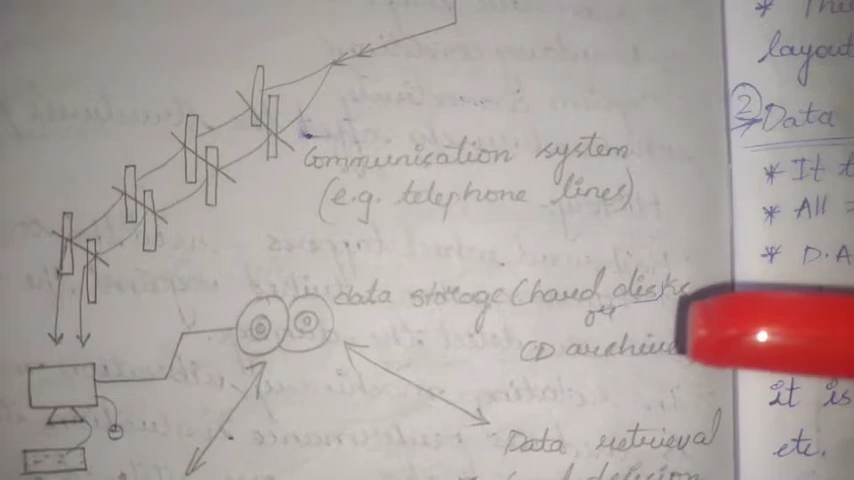 Communication system
(e.g. telephone lines)
data storage (hard disks
or
CD archive
Data retrieval
* This
layout
② Data
* It
* All
* D.A
it is
etc.